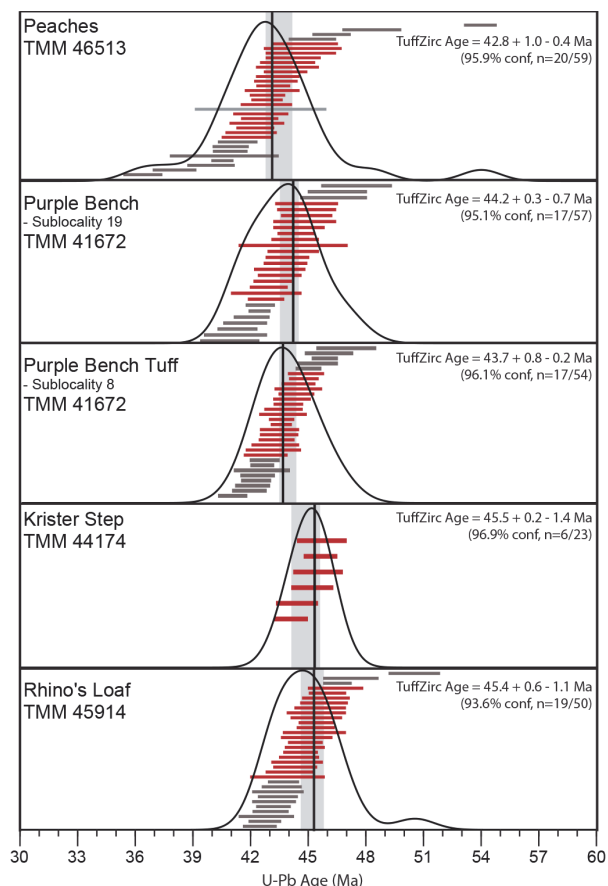 Peaches
TMM 46513
TuffZirc Age = 42.8 + 1.0 - 0.4 Ma
(95.9% conf, n=20/59)
Purple Bench
- Sublocality 19
TMM 41672
TuffZirc Age = 44.2 + 0.3 - 0.7 Ma
(95.1% conf, n=17/57)
Purple Bench Tuff
- Sublocality 8
TMM 41672
TuffZirc Age = 43.7 + 0.8 - 0.2 Ma
(96.1% conf, n=17/54)
Krister Step
TMM 44174
TuffZirc Age = 45.5 + 0.2 - 1.4 Ma
(96.9% conf, n=6/23)
Rhino's Loaf
TMM 45914
TuffZirc Age = 45.4 + 0.6 - 1.1 Ma
(93.6% conf, n=19/50)
30 33 36 39 42 45 48 51 54 57 60
U-Pb Age (Ma)